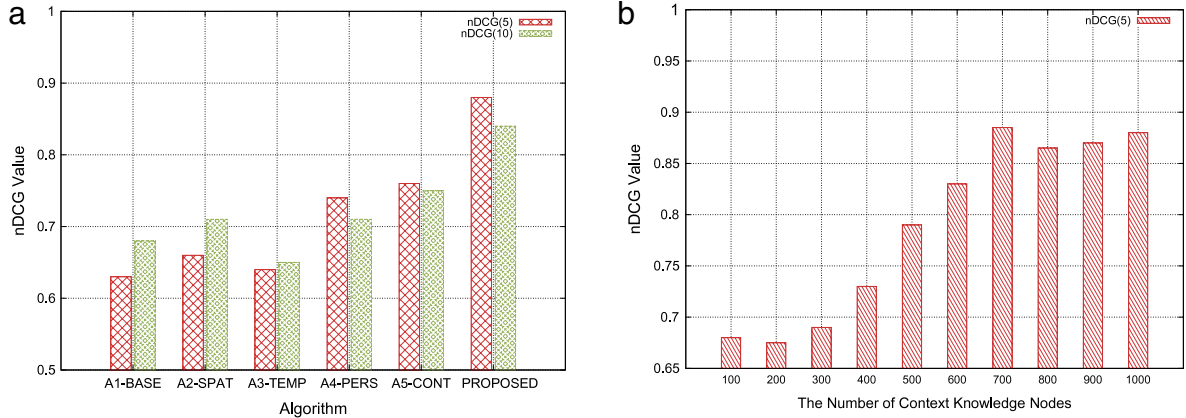 a
nDCG(5)
nDCG(10)
1
0.9
0.8
0.7
0.6
0.5
nDCG Value
A1-BASE A2-SPAT A3-TEMP A4-PERS A5-CONT PROPOSED
Algorithm
b
nDCG(5)
1
0.95
0.9
0.85
0.8
0.75
0.7
0.65
nDCG Value
100 200 300 400 500 600 700 800 900 1000
The Number of Context Knowledge Nodes